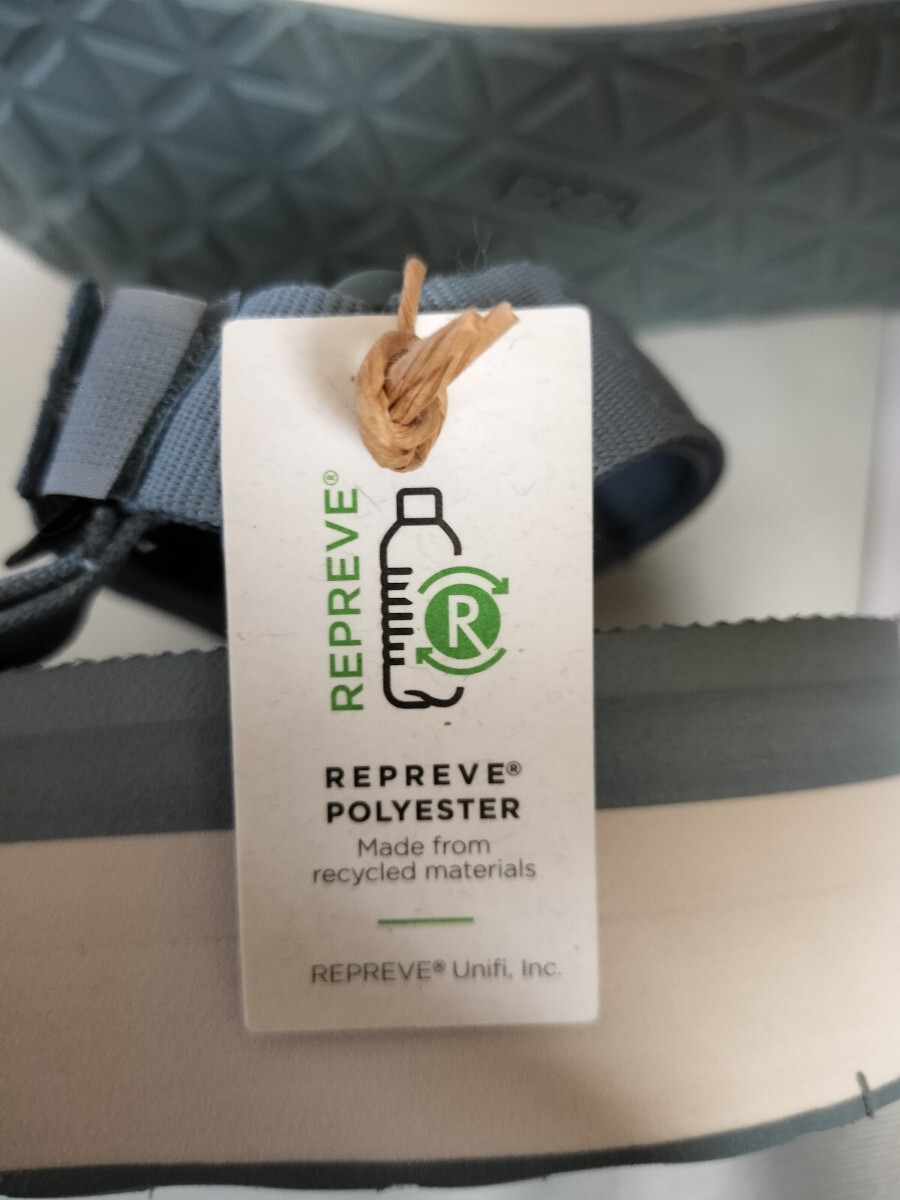 REPREVE®
R
REPREVE®
POLYESTER
Made from
recycled materials
REPREVE® Unifi, Inc.